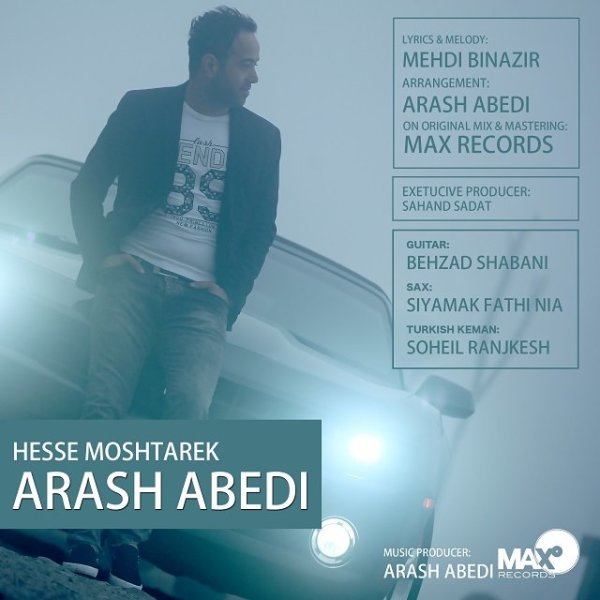 LYRICS & MELODY:
MEHDI BINAZIR
ARRANGEMENT:
ARASH ABEDI
ON ORIGINAL MIX & MASTERING:
MAX RECORDS
EXETUCIVE PRODUCER:
SAHAND SADAT
GUITAR:
BEHZAD SHABANI
SAX:
SIYAMAK FATHI NIA
TURKISH KEMAN:
SOHEIL RANJKESH
HESSE MOSHTAREK
ARASH ABEDI
MUSIC PRODUCER:
ARASH ABEDI
MAX
RECORDS